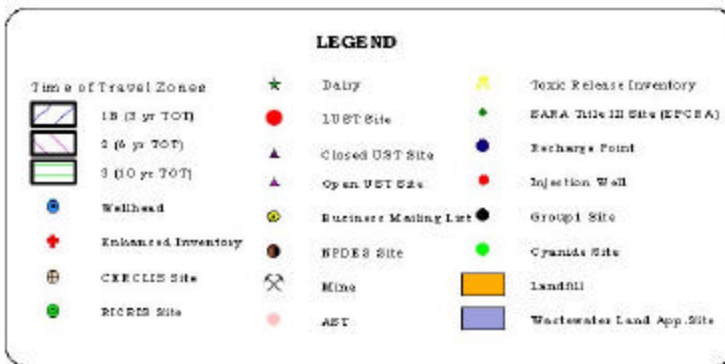 LEGEND
Time of Travel Zones
1B (3 yr TOT)
2 (6 yr TOT)
3 (10 yr TOT)
Wellhead
Enhanced Inventory
CERCLIS Site
RICRIS Site
Dairy
LUST Site
Closed UST Site
Open UST Site
Business Mailing List
NPDES Site
Mine
AST
Toxic Release Inventory
SARA Title III Site (EPCRA)
Recharge Point
Injection Well
Group1 Site
Cyanide Site
Landfill
Wastewater Land App.Site